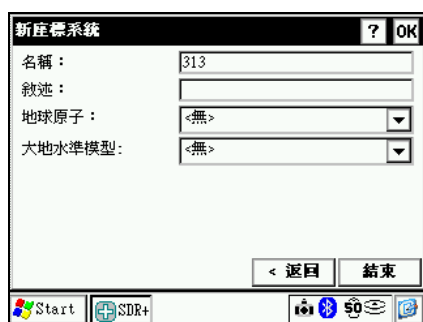 新座標系統 ? OK
名稱： 313
敘述：
地球原子： <無>
大地水準模型: <無>
< 返回 結束
Start SDR+ 50